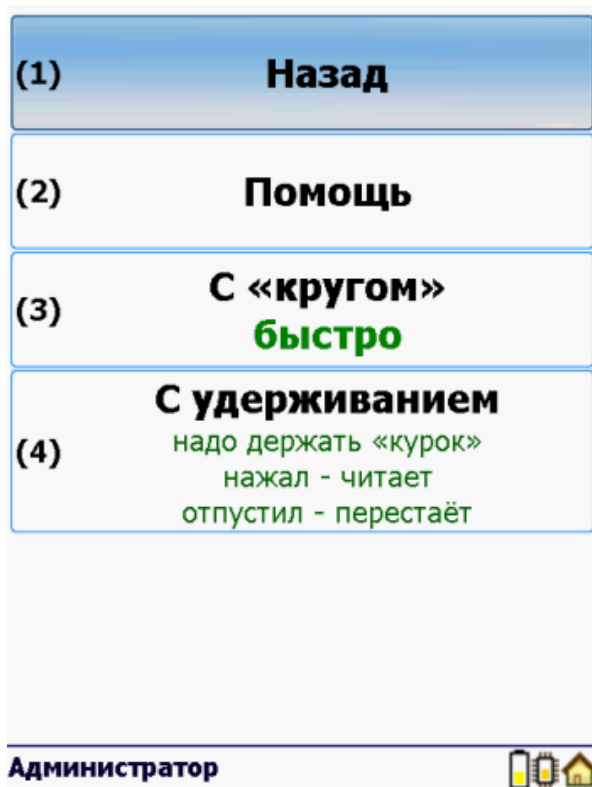 (1) Назад
(2) Помощь
(3) С «кругом»
быстро
(4) С удерживанием
надо держать «курок»
нажал - читает
отпустил - перестаёт
Администратор